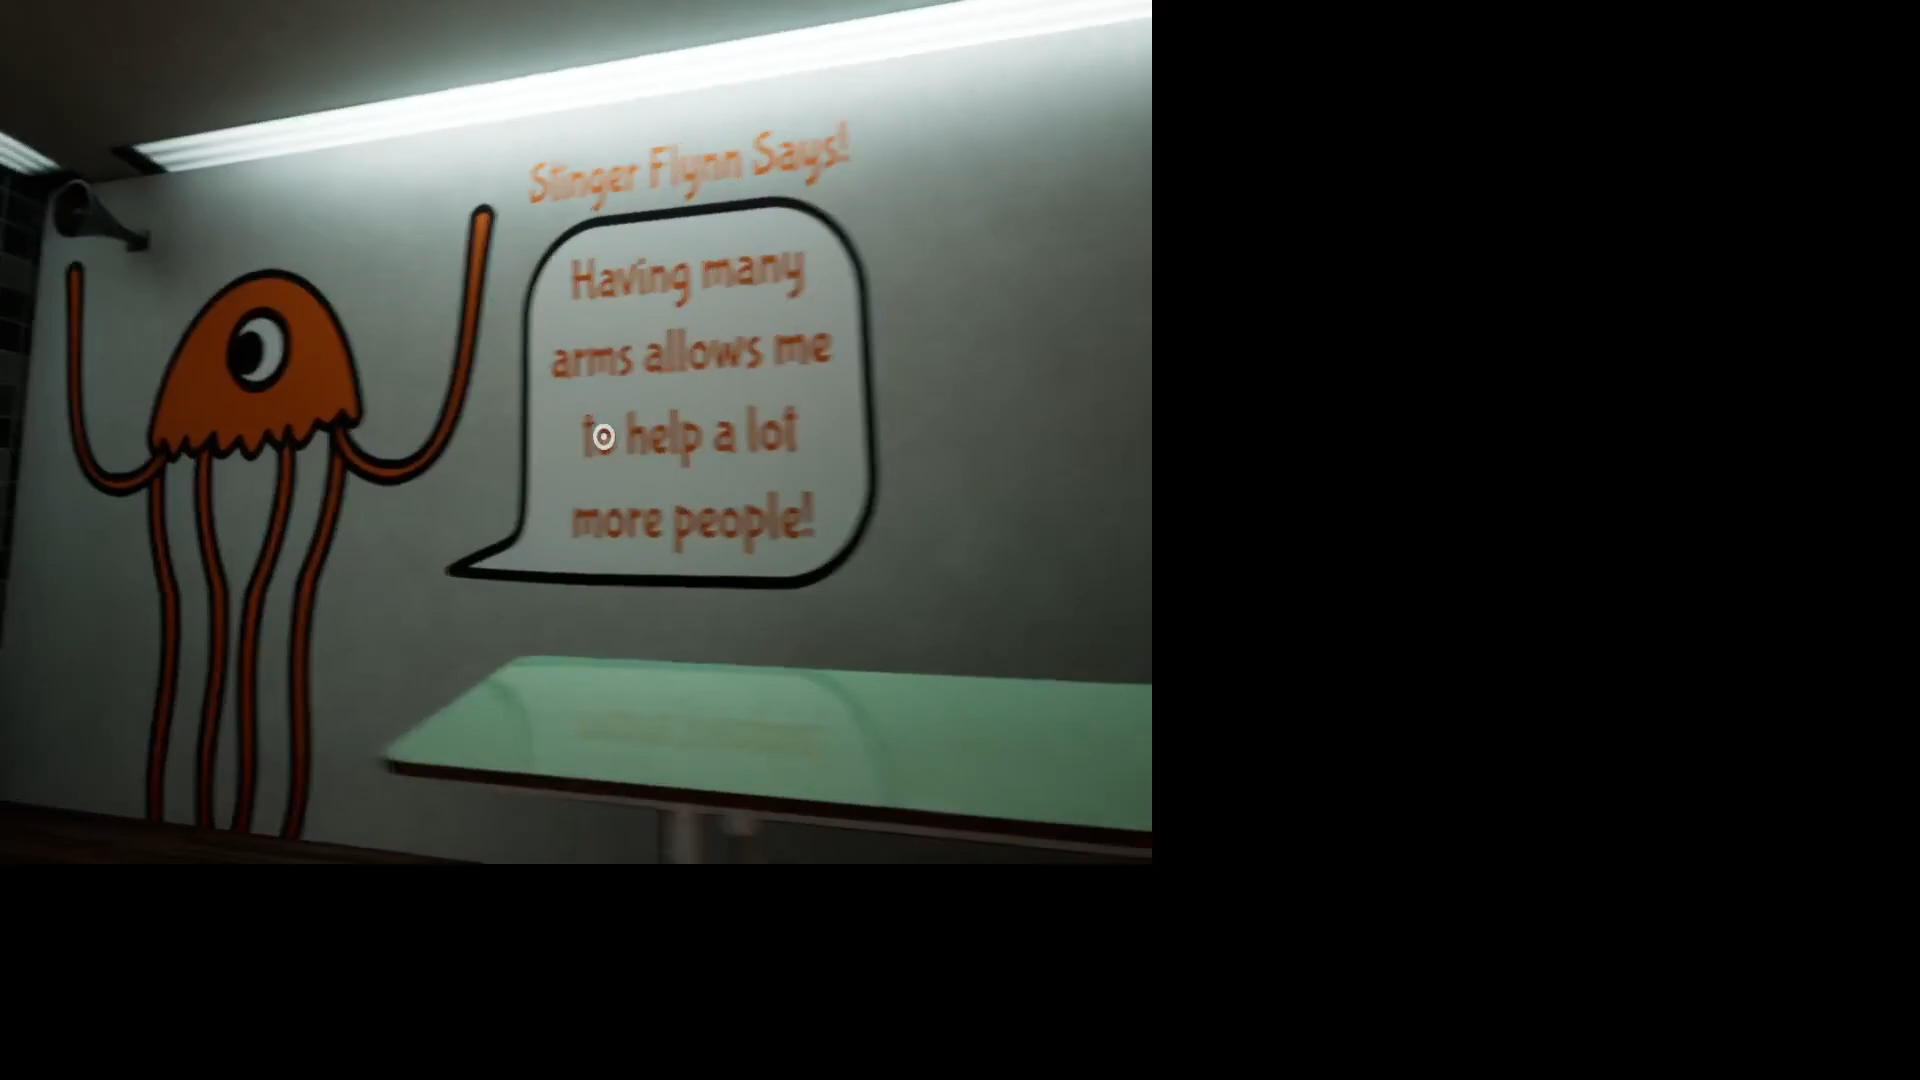 Stinger Flynn Says!
Having many
arms allows me
to help a lot
more people!